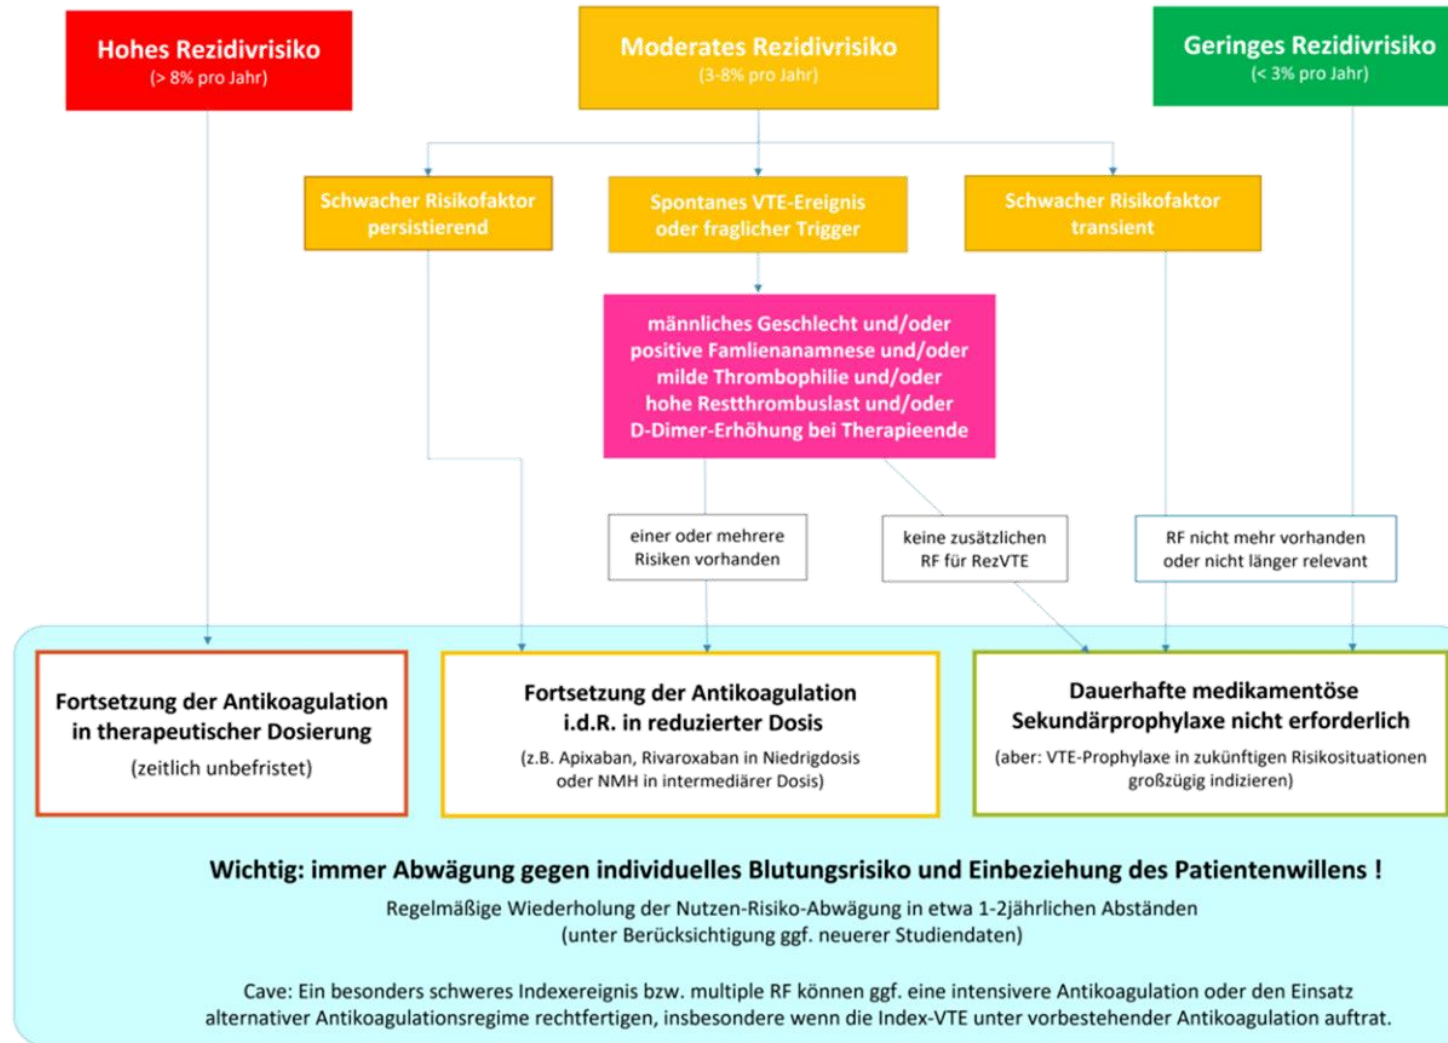 Hohes Rezidivrisiko
(> 8% pro Jahr)
Moderates Rezidivrisiko
(3-8% pro Jahr)
Geringes Rezidivrisiko
(< 3% pro Jahr)
Schwacher Risikofaktor
persistierend
Spontanes VTE-Ereignis
oder fraglicher Trigger
Schwacher Risikofaktor
transient
männliches Geschlecht und/oder
positive Famlienanamnese und/oder
milde Thrombophilie und/oder
hohe Restthrombuslast und/oder
D-Dimer-Erhöhung bei Therapieende
einer oder mehrere
Risiken vorhanden
keine zusätzlichen
RF für RezVTE
RF nicht mehr vorhanden
oder nicht länger relevant
Fortsetzung der Antikoagulation
in therapeutischer Dosierung
(zeitlich unbefristet)
Fortsetzung der Antikoagulation
i.d.R. in reduzierter Dosis
(z.B. Apixaban, Rivaroxaban in Niedrigdosis
oder NMH in intermediärer Dosis)
Dauerhafte medikamentöse
Sekundärprophylaxe nicht erforderlich
(aber: VTE-Prophylaxe in zukünftigen Risikosituationen
großzügig indizieren)
Wichtig: immer Abwägung gegen individuelles Blutungsrisiko und Einbeziehung des Patientenwillens !
Regelmäßige Wiederholung der Nutzen-Risiko-Abwägung in etwa 1-2jährlichen Abständen
(unter Berücksichtigung ggf. neuerer Studiendaten)
Cave: Ein besonders schweres Indexereignis bzw. multiple RF können ggf. eine intensivere Antikoagulation oder den Einsatz
alternativer Antikoagulationsregime rechtfertigen, insbesondere wenn die Index-VTE unter vorbestehender Antikoagulation auftrat.